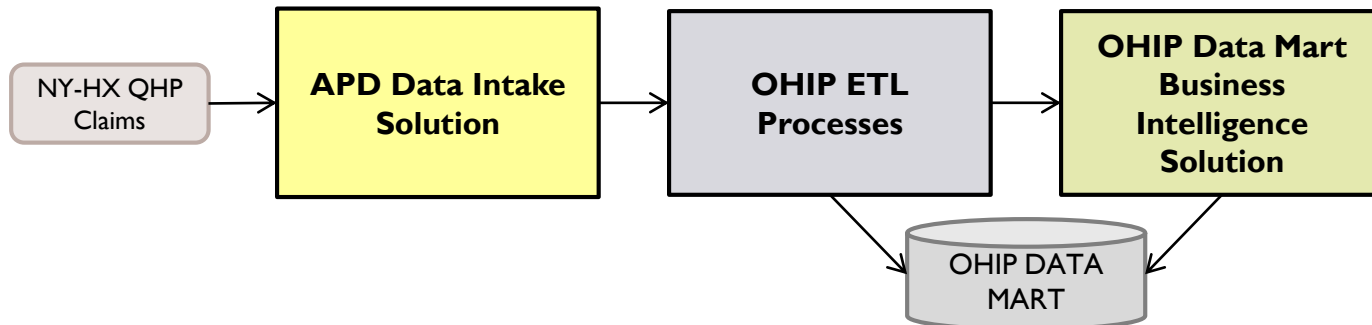 NY-HX QHP
Claims
APD Data Intake
Solution
OHIP ETL
Processes
OHIP Data Mart
Business
Intelligence
Solution
OHIP DATA
MART